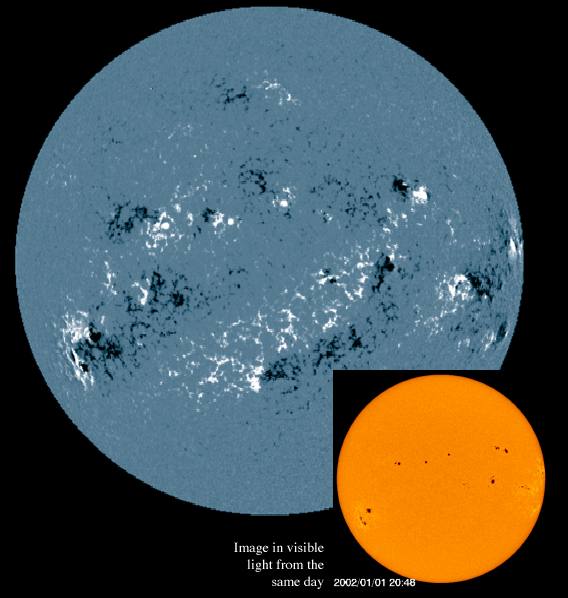 Image in visible
light from the
same day
2002/01/01 20:48